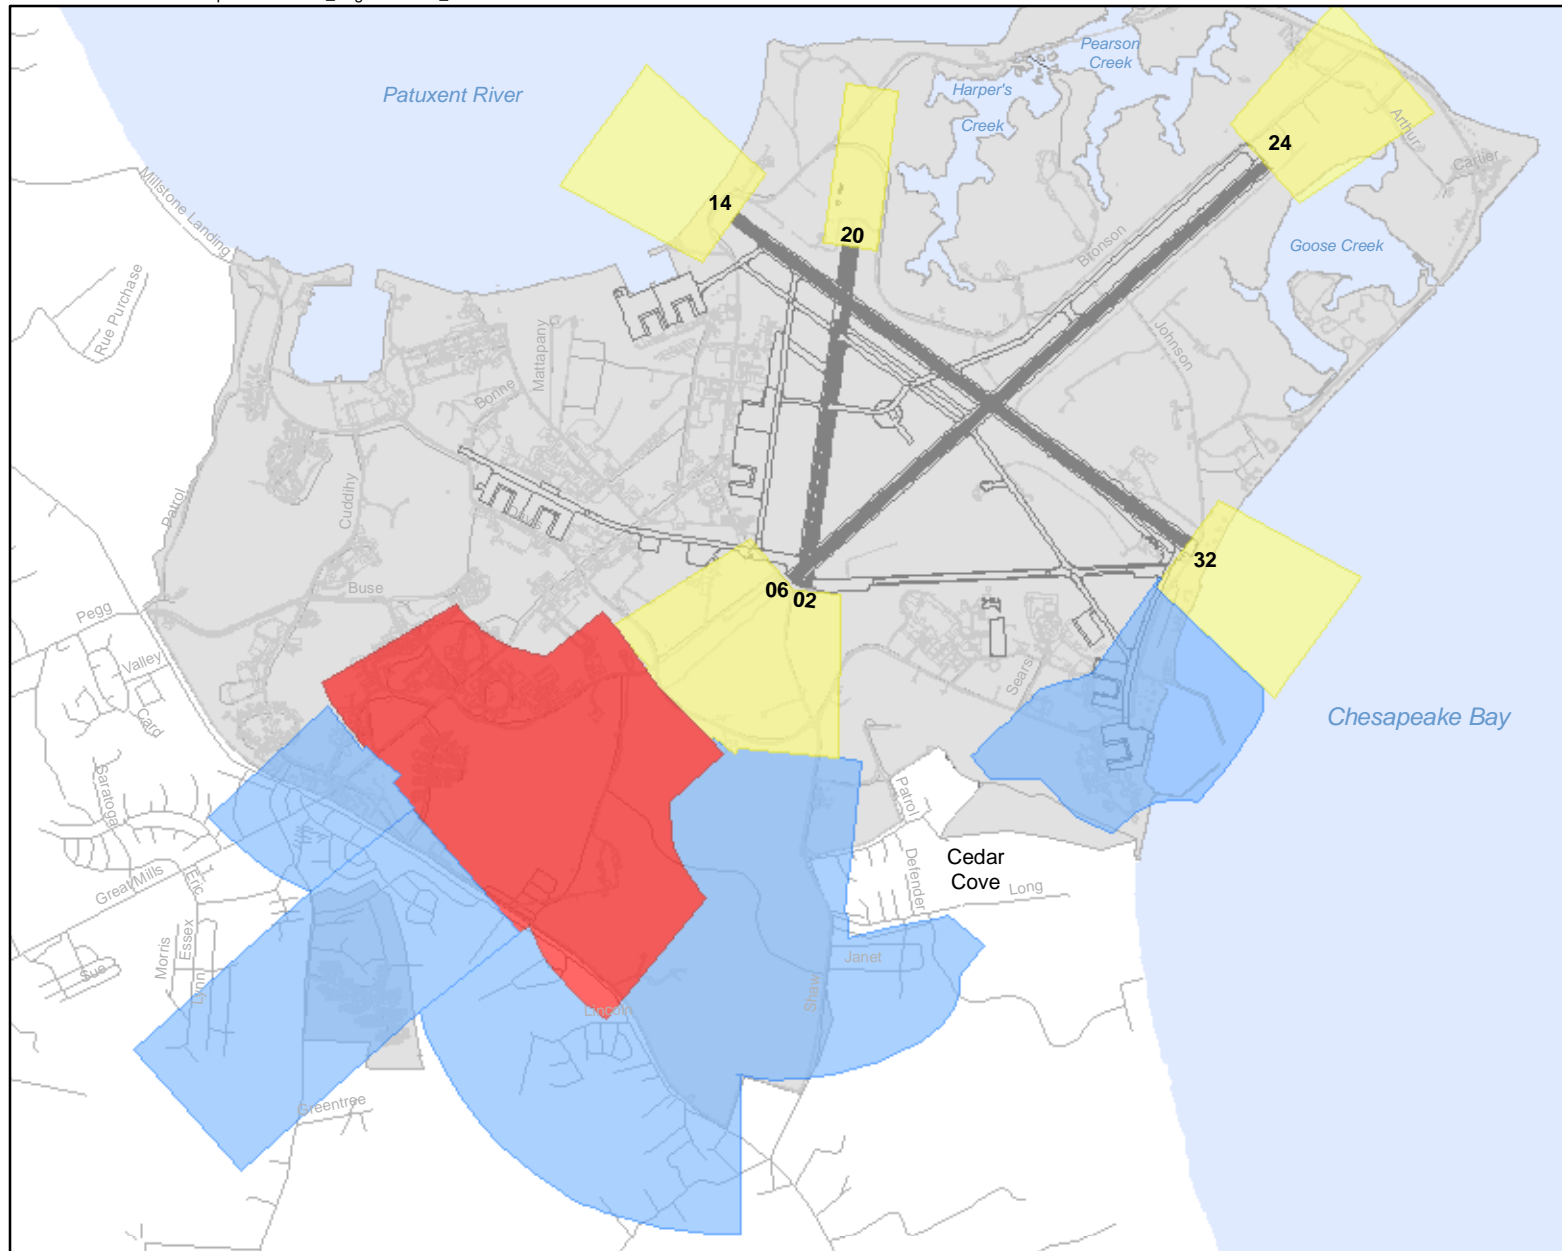 Pearson
Creek
Patuxent River
Harper's
Creek
Arthur
24
Cartier
Millstone Landing
14
20
Bronson
Goose Creek
Rue Purchase
Mattapany
Johnson
Bonne
Cuddihy
Patrol
32
06
02
Buse
Pegg
Valley
Sears
Card
Chesapeake Bay
Saratoga
Patrol
Cedar
Cove
Defender
Long
Great Mills
Eric
Essex
Morris
Lynn
Sue
Janet
Shaw
Lincoln
Greentree